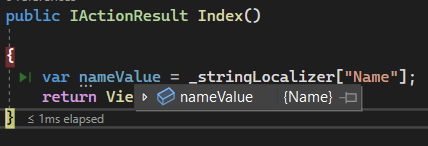 public IActionResult Index()
{
var nameValue = _stringLocalizer["Name"];
return Vie
nameValue {Name}
} ≤ 1ms elapsed